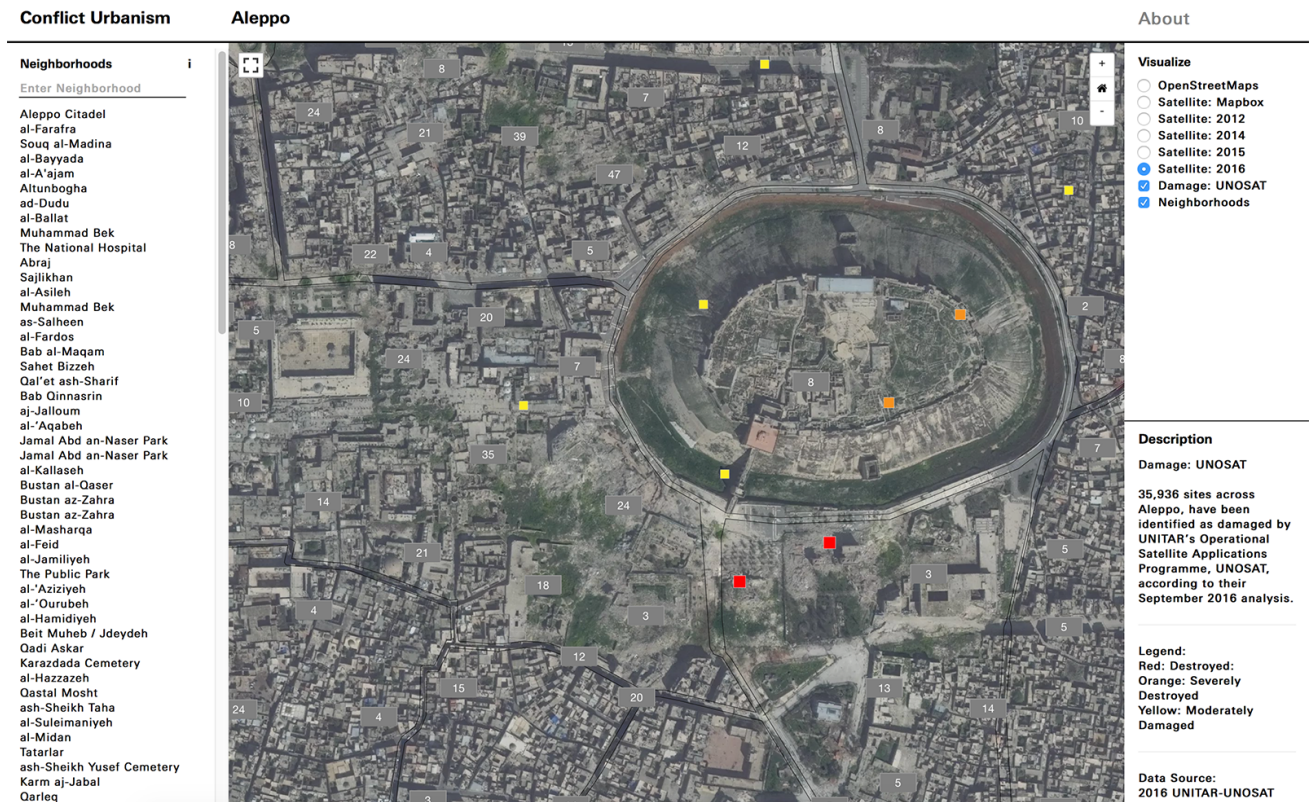 Conflict Urbanism
Aleppo
About
Neighborhoods
i
Enter Neighborhood
Aleppo Citadel
al-Farafra
Souq al-Madina
al-Bayyada
al-A'ajam
Altunbogha
ad-Dudu
al-Ballat
Muhammad Bek
The National Hospital
Abraj
Sajlikhan
al-Asileh
Muhammad Bek
as-Salheen
al-Fardos
Bab al-Maqam
Sahet Bizzeh
Qal'et ash-Sharif
Bab Qinnasrin
aj-Jalloum
al-'Aqabeh
Jamal Abd an-Naser Park
Jamal Abd an-Naser Park
al-Kallaseh
Bustan al-Qaser
Bustan az-Zahra
Bustan az-Zahra
al-Masharqa
al-Feid
al-Jamiliyeh
The Public Park
al-'Aziziyeh
al-'Ourubeh
al-Hamidiyeh
Beit Muheb / Jdeydeh
Qadi Askar
Karazdada Cemetery
al-Hazzazeh
Qastal Mosht
ash-Sheikh Taha
al-Suleimaniyeh
al-Midan
Tatarlar
ash-Sheikh Yusef Cemetery
Karm aj-Jabal
Qarleq
8
7
24
21
39
12
8
10
47
8
22
4
5
2
5
20
24
7
8
8
10
35
7
14
24
21
5
18
3
4
3
5
12
15
20
13
24
4
14
5
3
+
-
Visualize
OpenStreetMaps
Satellite: Mapbox
Satellite: 2012
Satellite: 2014
Satellite: 2015
Satellite: 2016
Damage: UNOSAT
Neighborhoods
Description
Damage: UNOSAT
35,936 sites across
Aleppo, have been
identified as damaged by
UNITAR's Operational
Satellite Applications
Programme, UNOSAT,
according to their
September 2016 analysis.
Legend:
Red: Destroyed:
Orange: Severely
Destroyed
Yellow: Moderately
Damaged
Data Source:
2016 UNITAR-UNOSAT